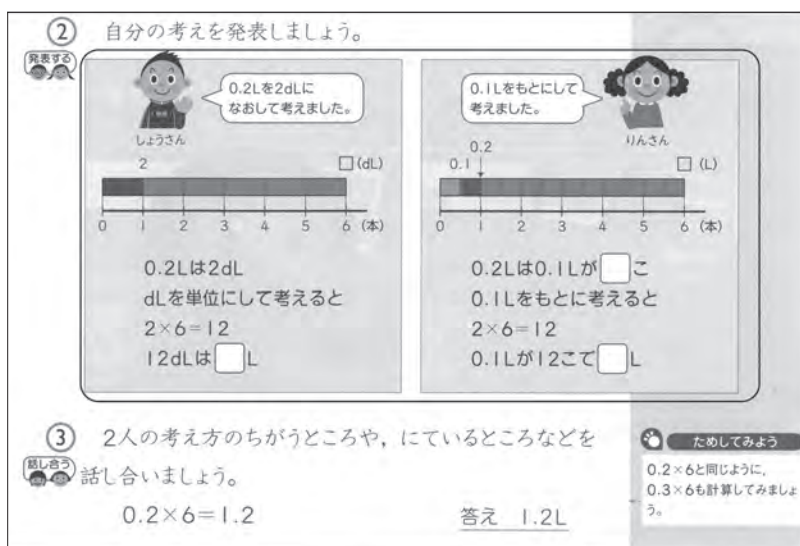 ② 自分の考えを発表しましょう。
発表する
0.2Lを2dLに
なおして考えました。
しょうさん
2 □(dL)
0 1 2 3 4 5 6 (本)
0.2Lは2dL
dLを単位にして考えると
2×6=12
12dLは□L
0.1Lをもとにして
考えました。
りんさん
0.2
0.1 □(L)
0 1 2 3 4 5 6 (本)
0.2Lは0.1Lが□こ
0.1Lをもとに考えると
2×6=12
0.1Lが12こで□L
③ 2人の考え方のちがうところや,にているところなどを
話し合う
話し合いましょう。
0.2×6=1.2 答え 1.2L
ためしてみよう
0.2×6と同じように,
0.3×6も計算してみましょ
う。